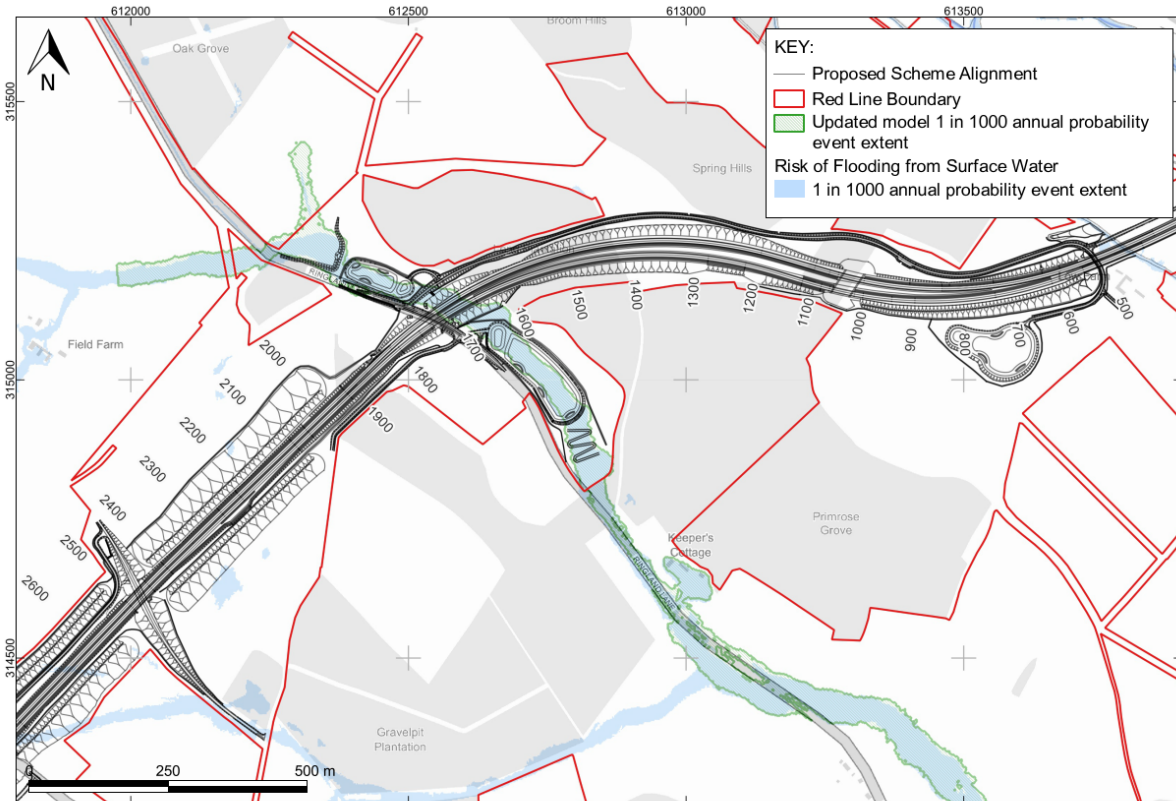 612000
612500
613000
613500
Broom Hills
Oak Grove
N
KEY:
Proposed Scheme Alignment
Red Line Boundary
Updated model 1 in 1000 annual probability
event extent
Risk of Flooding from Surface Water
1 in 1000 annual probability event extent
315500
Spring Hills
315000
Field Farm
500
600
700
800
900
1000
1100
1200
1300
1400
1500
1600
1700
1800
1900
2000
2100
2200
2300
2400
2500
2600
Keeper's
Cottage
Primrose
Grove
RINGLAND LANE
314500
Gravelpit
Plantation
0
250
500 m